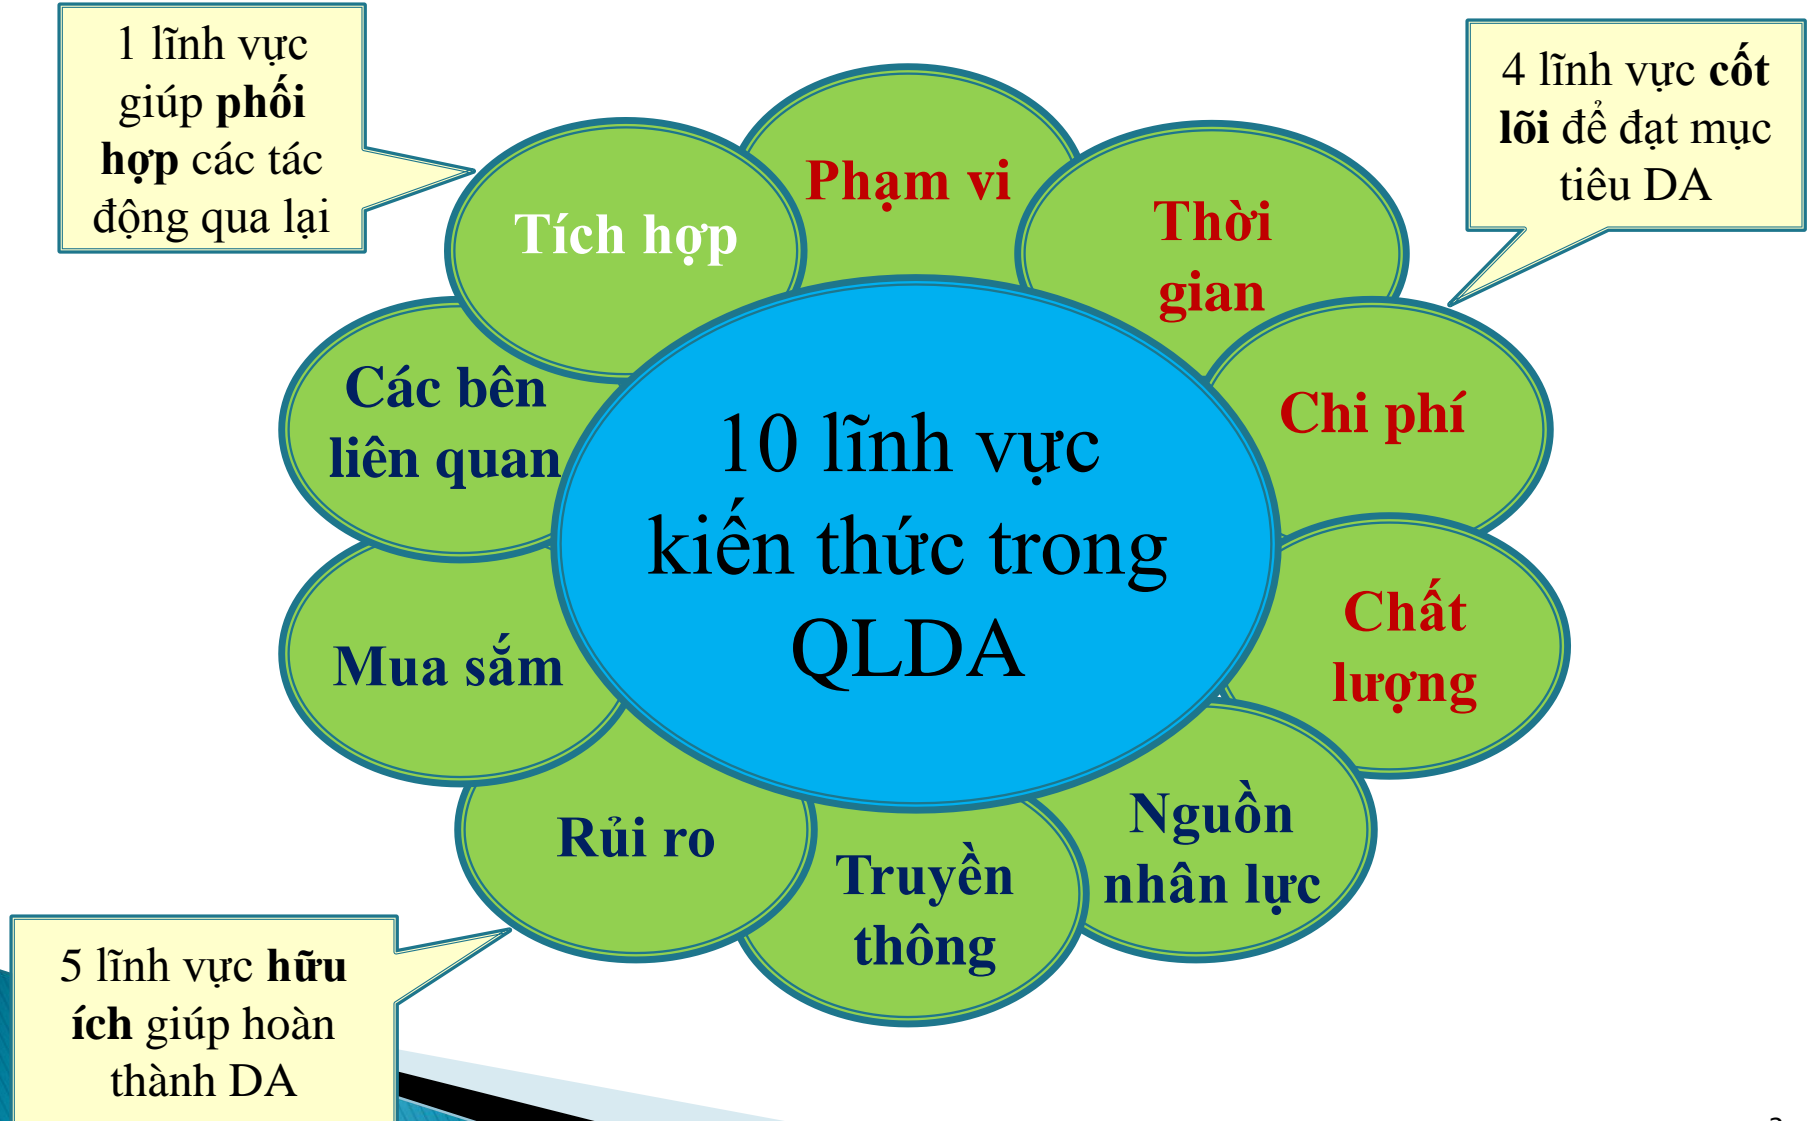 1 lĩnh vực
giúp phối
hợp các tác
động qua lại
4 lĩnh vực cốt
lõi để đạt mục
tiêu DA
Phạm vi
Tích hợp
Thời
gian
Các bên
liên quan
Chi phí
10 lĩnh vực
kiến thức trong
QLDA
Chất
lượng
Mua sắm
Nguồn
nhân lực
Rủi ro
Truyền
thông
5 lĩnh vực hữu
ích giúp hoàn
thành DA